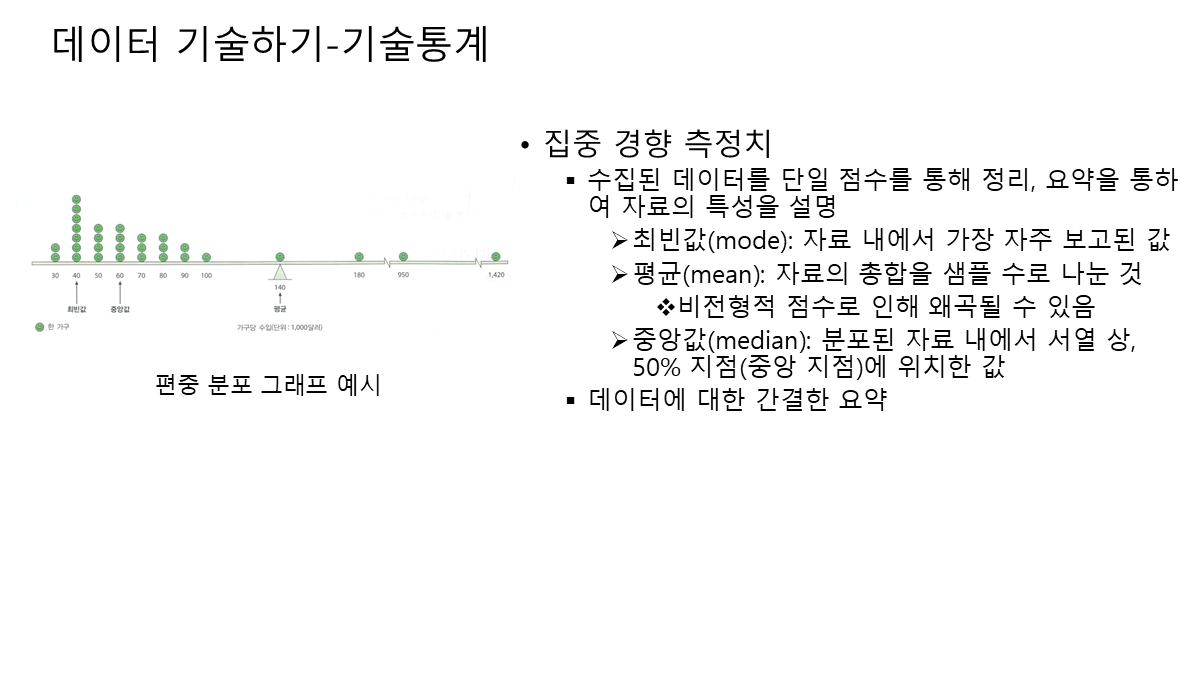 데이터 기술하기-기술통계
30 40 50 60 70 80 90 100 180 950 1,420
140
최빈값 중앙값 평균
한 가구 가구당 수입(단위 : 1,000달러)
편중 분포 그래프 예시
• 집중 경향 측정치
▪ 수집된 데이터를 단일 점수를 통해 정리, 요약을 통하
여 자료의 특성을 설명
➢최빈값(mode): 자료 내에서 가장 자주 보고된 값
➢평균(mean): 자료의 총합을 샘플 수로 나눈 것
❖비전형적 점수로 인해 왜곡될 수 있음
➢중앙값(median): 분포된 자료 내에서 서열 상,
50% 지점(중앙 지점)에 위치한 값
▪ 데이터에 대한 간결한 요약